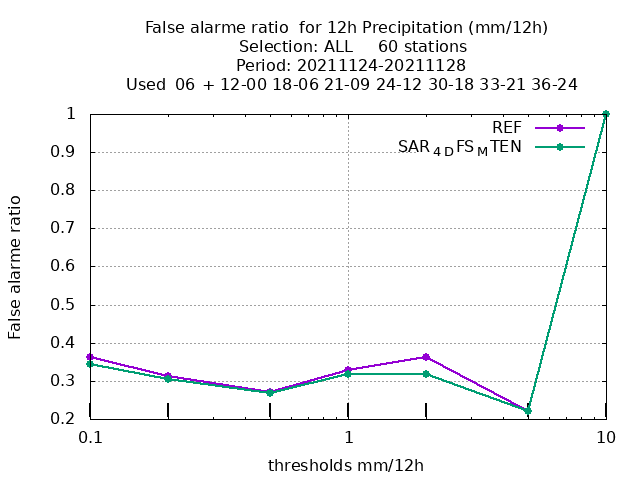 False alarme ratio  for 12h Precipitation (mm/12h)
Selection: ALL     60 stations
Period: 20211124-20211128
Used  06 + 12-00 18-06 21-09 24-12 30-18 33-21 36-24
REF
SAR4DFSMTEN
False alarme ratio
1
0.9
0.8
0.7
0.6
0.5
0.4
0.3
0.2
0.1
1
10
thresholds mm/12h